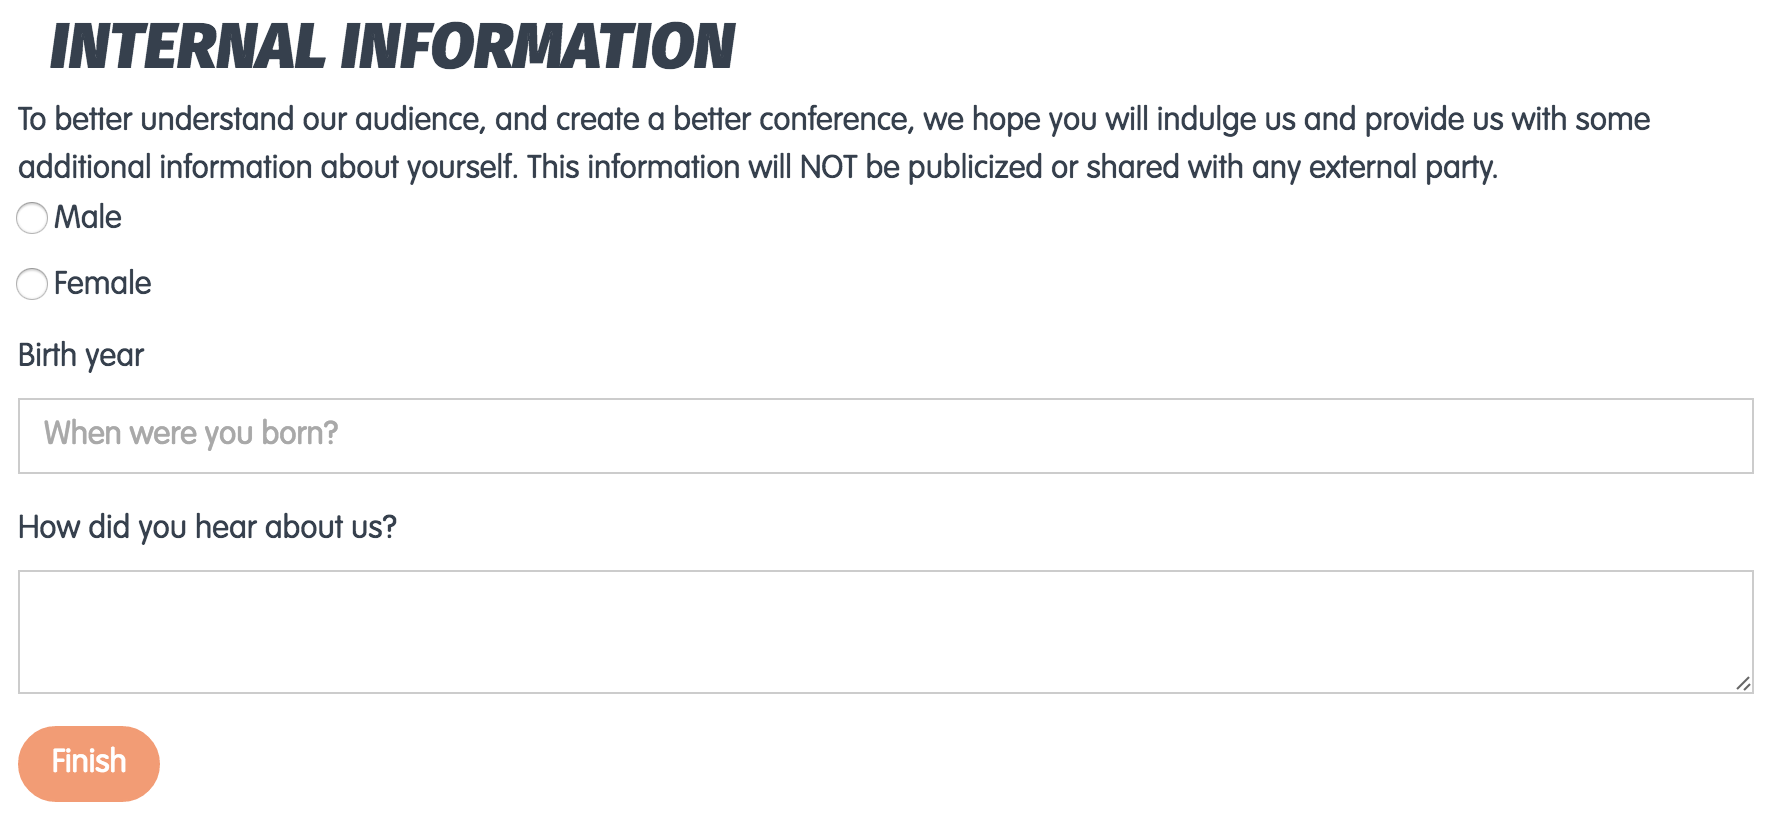 INTERNAL INFORMATION
To better understand our audience, and create a better conference, we hope you will indulge us and provide us with some
additional information about yourself. This information will NOT be publicized or shared with any external party.
Male
Female
Birth year
When were you born?
How did you hear about us?
Finish